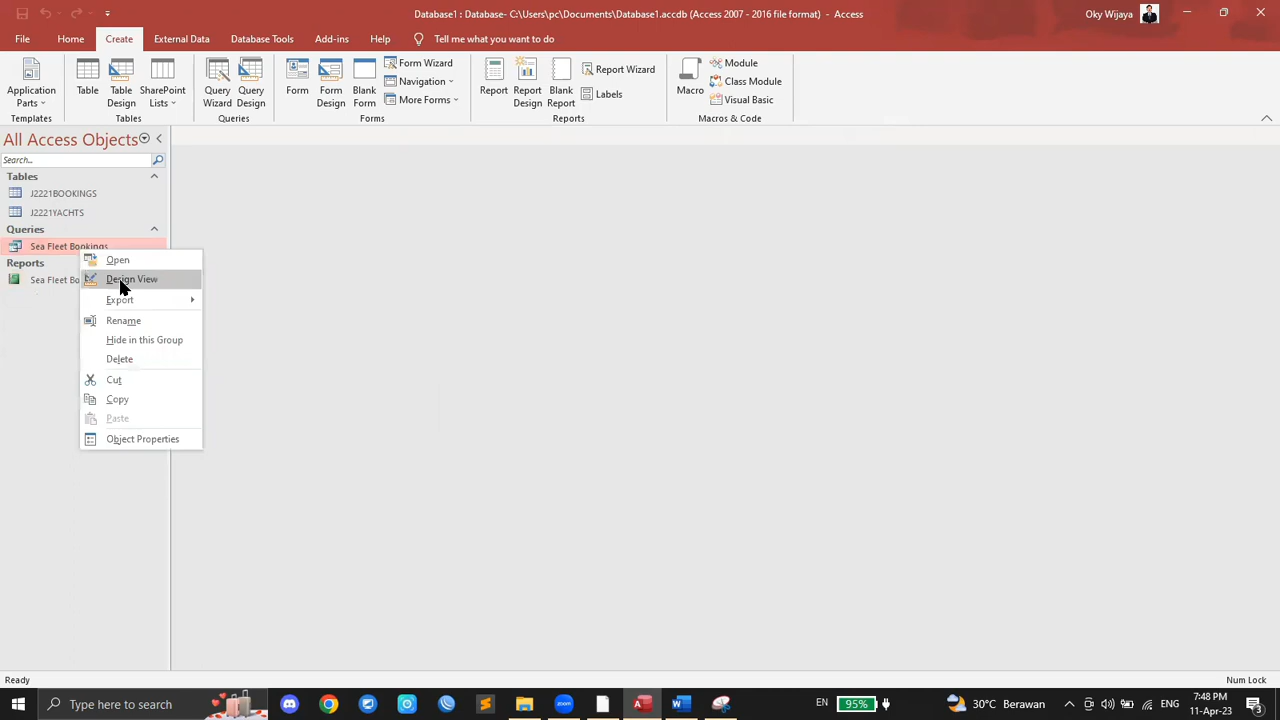 Database1 : Database- C:\Users\pc\Documents\Database1.accdb (Access 2007 - 2016 file format) - Access
Oky Wijaya
File Home Create External Data Database Tools Add-ins Help Tell me what you want to do
Application Parts
Templates
Table
Table Design
SharePoint Lists
Tables
Query Wizard
Query Design
Queries
Form
Form Design
Blank Form
Form Wizard
Navigation
More Forms
Forms
Report
Report Design
Blank Report
Report Wizard
Labels
Reports
Macro
Module
Class Module
Visual Basic
Macros & Code
All Access Objects
Search...
Tables
J2221BOOKINGS
J2221YACHTS
Queries
Sea Fleet Bookings
Reports
Sea Fleet Bo
Open
Design View
Export
Rename
Hide in this Group
Delete
Cut
Copy
Paste
Object Properties
Ready
Num Lock
Type here to search
EN
95%
30°C Berawan
ENG
7:48 PM
11-Apr-23
3